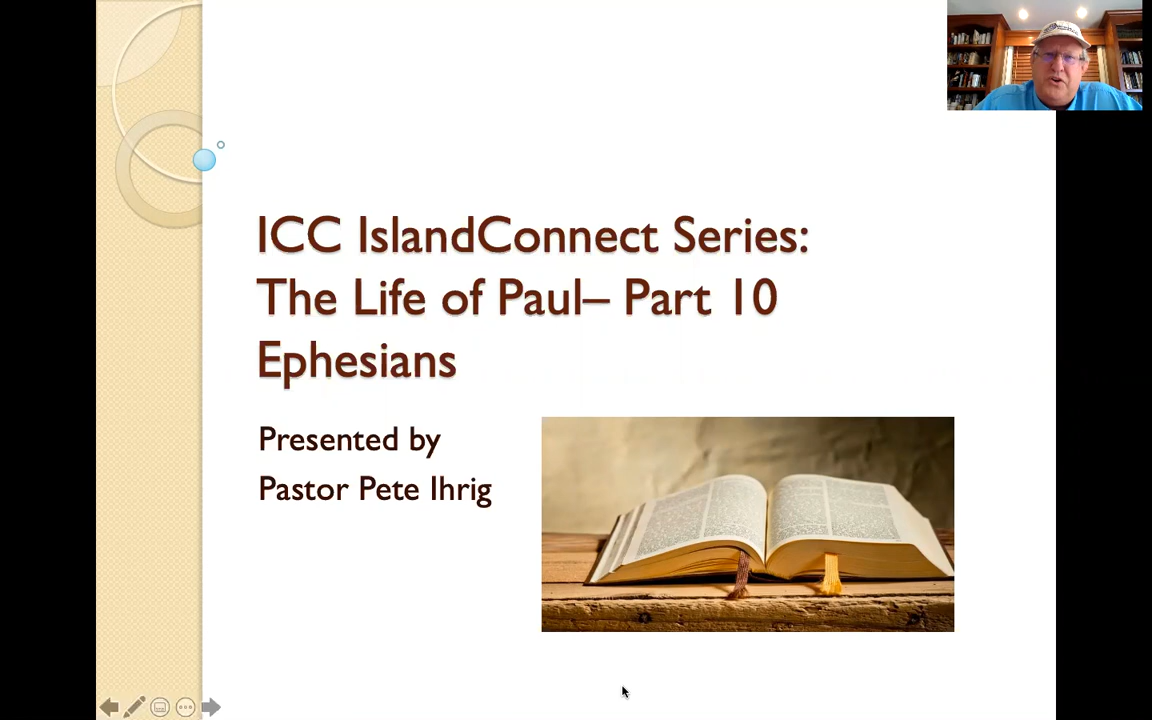 ICC IslandConnect Series:
The Life of Paul– Part 10
Ephesians
Presented by
Pastor Pete Ihrig